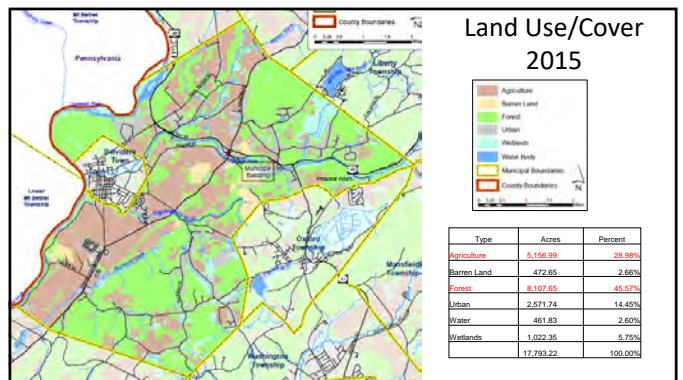 Land Use/Cover
2015
Pennsylvania
County Boundaries
Liberty
Township
Belvidere
Town
Municipal
Building
Lower
Mt Bethel
Township
Oxford
Township
Mansfield
Township
Washington
Township
Agriculture
Barren Land
Forest
Urban
Wetlands
Water Body
Municipal Boundaries
County Boundaries
N
Type Acres Percent
Agriculture 5,156.99 28.98%
Barren Land 472.65 2.66%
Forest 8,107.65 45.57%
Urban 2,571.74 14.45%
Water 461.83 2.60%
Wetlands 1,022.35 5.75%
17,793.22 100.00%